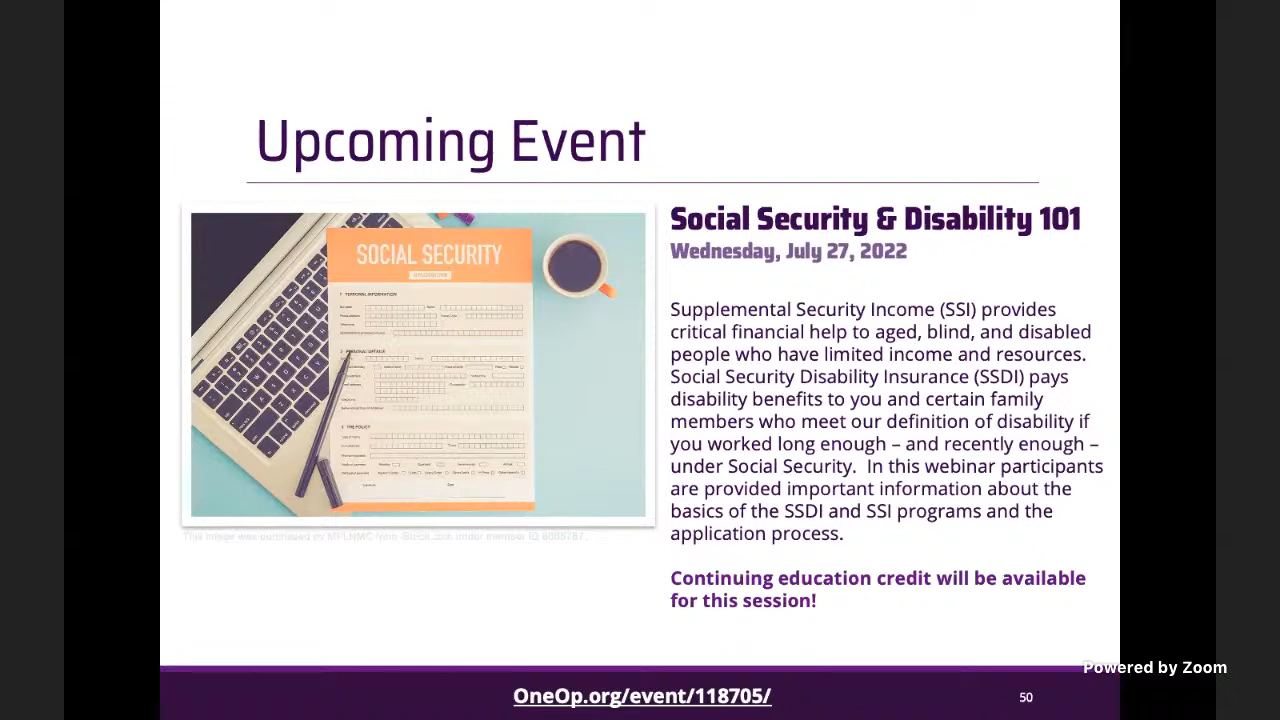 Upcoming Event
SOCIAL SECURITY
1 PERSONAL INFORMATION
Social Security & Disability 101
Wednesday, July 27, 2022
Supplemental Security Income (SSI) provides
critical financial help to aged, blind, and disabled
people who have limited income and resources.
Social Security Disability Insurance (SSDI) pays
disability benefits to you and certain family
members who meet our definition of disability if
you worked long enough – and recently enough –
under Social Security.  In this webinar participants
are provided important information about the
basics of the SSDI and SSI programs and the
application process.
Continuing education credit will be available
for this session!
Powered by Zoom
OneOp.org/event/118705/
50